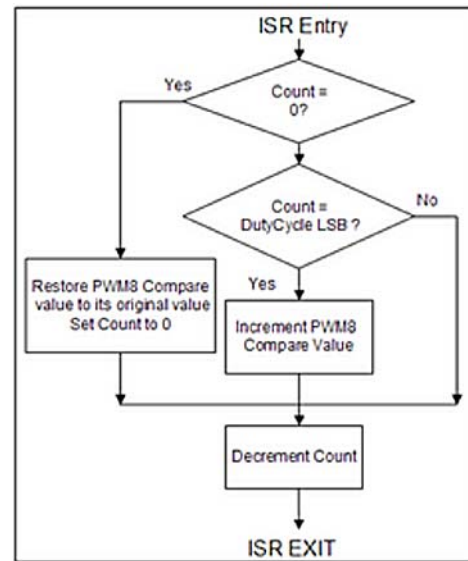 ISR Entry
Yes
Count =
0?
Count =
DutyCycle LSB ?
No
Restore PWM8 Compare
value to its original value
Set Count to 0
Yes
Increment PWM8
Compare Value
Decrement Count
ISR EXIT